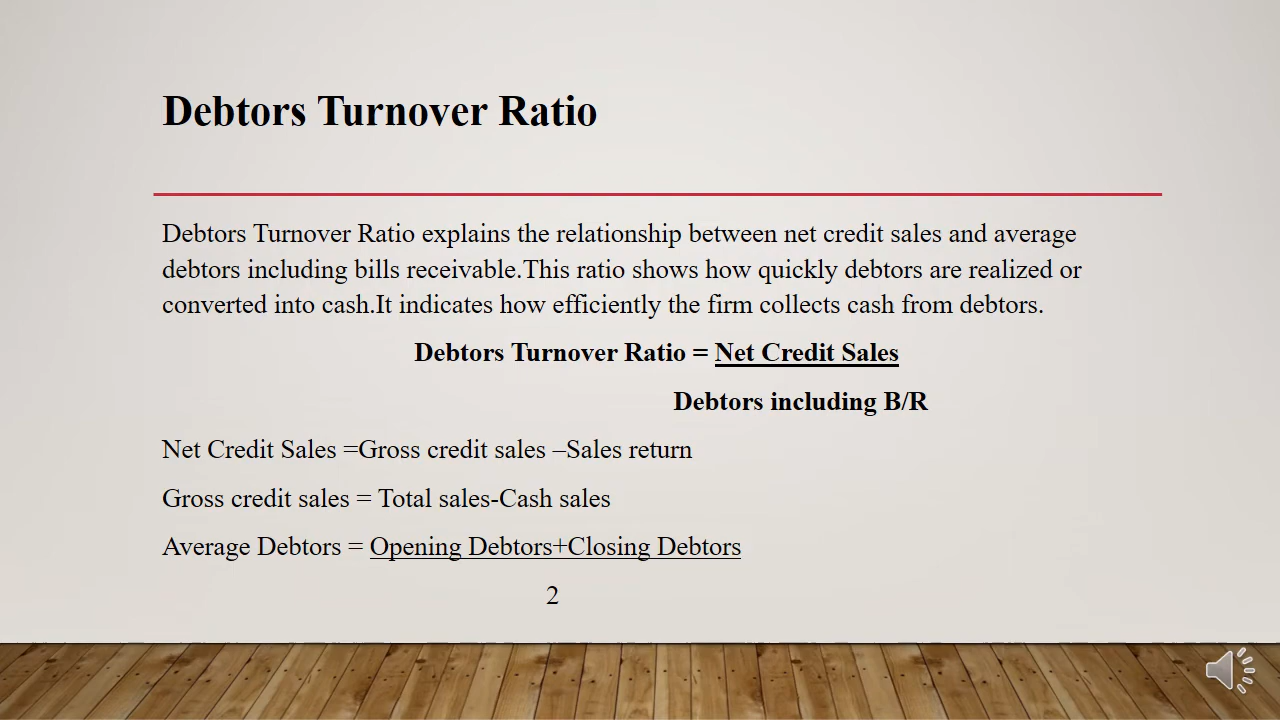 Debtors Turnover Ratio
Debtors Turnover Ratio explains the relationship between net credit sales and average
debtors including bills receivable.This ratio shows how quickly debtors are realized or
converted into cash.It indicates how efficiently the firm collects cash from debtors.
Debtors Turnover Ratio = Net Credit Sales
Debtors including B/R
Net Credit Sales =Gross credit sales –Sales return
Gross credit sales = Total sales-Cash sales
Average Debtors = Opening Debtors+Closing Debtors
2